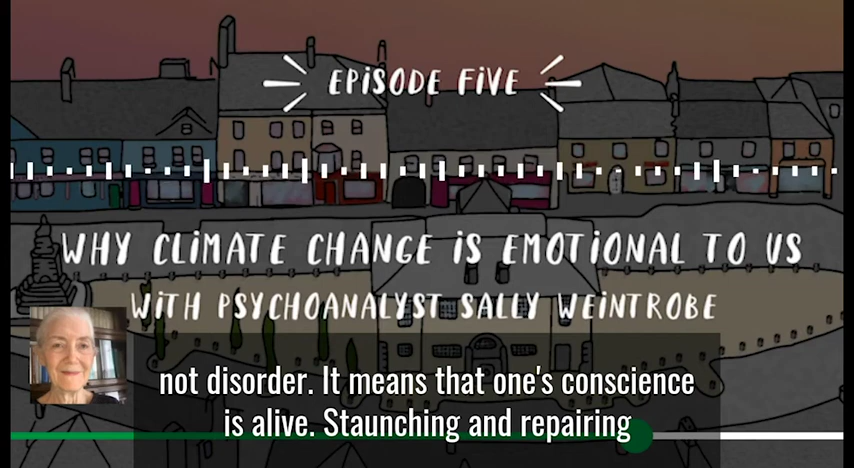 EPISODE FIVE
WHY CLIMATE CHANGE IS EMOTIONAL TO US
WITH PSYCHOANALYST SALLY WEINTROBE
not disorder. It means that one's conscience
is alive. Staunching and repairing